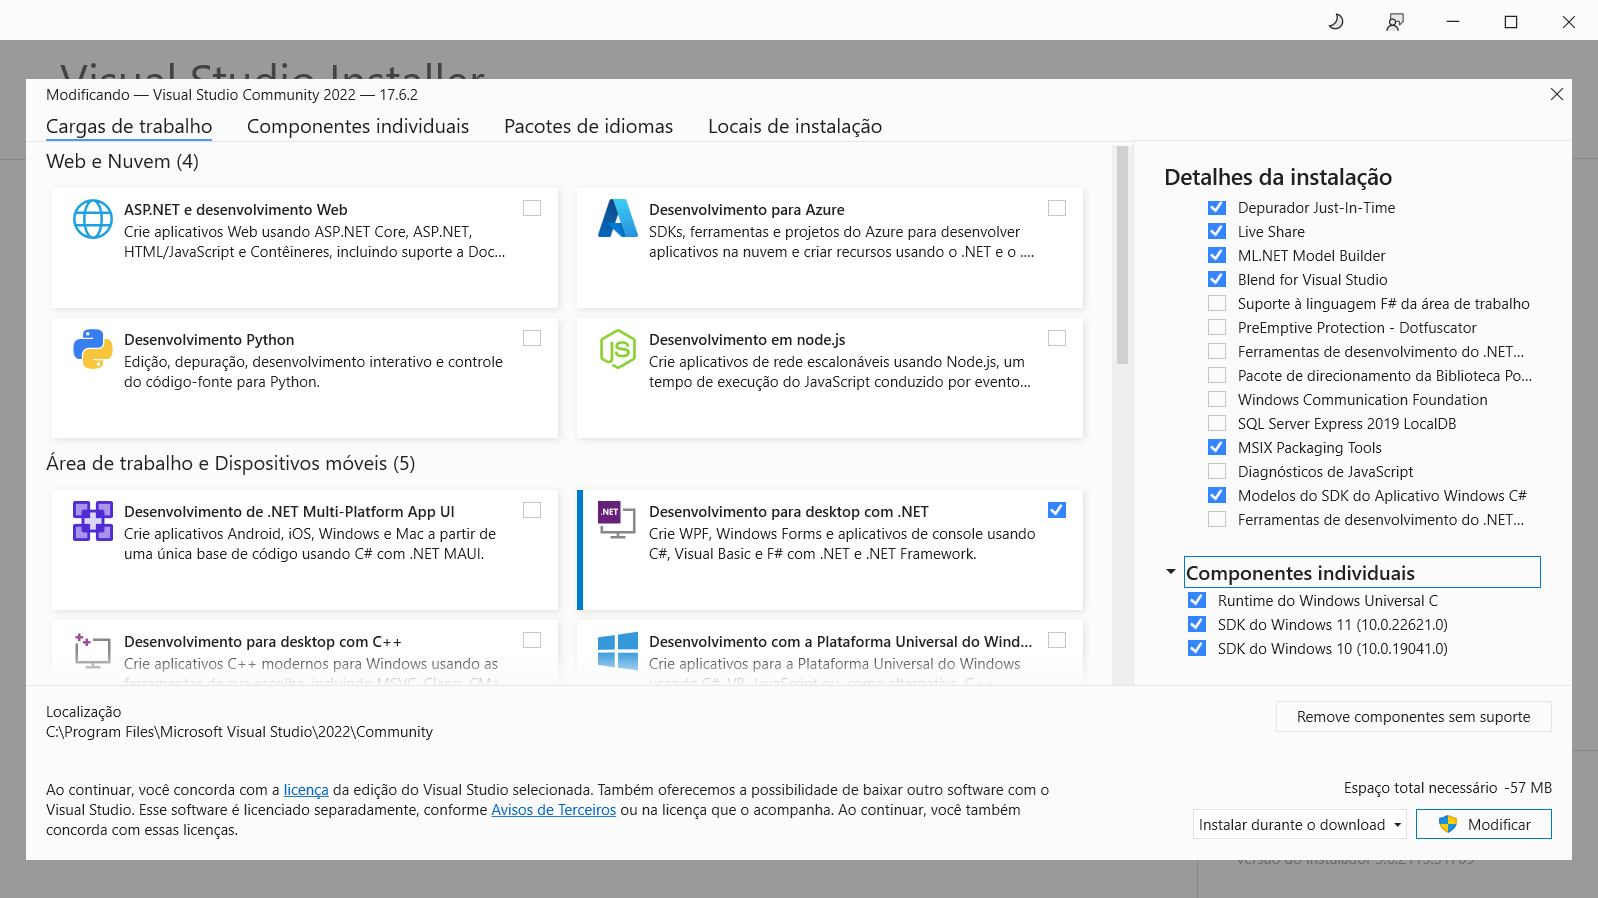 Visual Studio Installer
Modificando — Visual Studio Community 2022 — 17.6.2
Cargas de trabalho
Componentes individuais
Pacotes de idiomas
Locais de instalação
Web e Nuvem (4)
ASP.NET e desenvolvimento Web
Crie aplicativos Web usando ASP.NET Core, ASP.NET,
HTML/JavaScript e Contêineres, incluindo suporte a Doc...
Desenvolvimento para Azure
SDKs, ferramentas e projetos do Azure para desenvolver
aplicativos na nuvem e criar recursos usando o .NET e o ....
Desenvolvimento Python
Edição, depuração, desenvolvimento interativo e controle
do código-fonte para Python.
JS
Desenvolvimento em node.js
Crie aplicativos de rede escalonáveis usando Node.js, um
tempo de execução do JavaScript conduzido por evento...
Área de trabalho e Dispositivos móveis (5)
Desenvolvimento de .NET Multi-Platform App UI
Crie aplicativos Android, iOS, Windows e Mac a partir de
uma única base de código usando C# com .NET MAUI.
.NET
Desenvolvimento para desktop com .NET
Crie WPF, Windows Forms e aplicativos de console usando
C#, Visual Basic e F# com .NET e .NET Framework.
Desenvolvimento para desktop com C++
Crie aplicativos C++ modernos para Windows usando as
ferramentas de sua escolha, incluindo MSVC, Clang, CMa
Desenvolvimento com a Plataforma Universal do Wind...
Crie aplicativos para a Plataforma Universal do Windows
usando C#, VB, JavaScript ou, como alternativa, C++
Detalhes da instalação
Depurador Just-In-Time
Live Share
ML.NET Model Builder
Blend for Visual Studio
Suporte à linguagem F# da área de trabalho
PreEmptive Protection - Dotfuscator
Ferramentas de desenvolvimento do .NET...
Pacote de direcionamento da Biblioteca Po...
Windows Communication Foundation
SQL Server Express 2019 LocalDB
MSIX Packaging Tools
Diagnósticos de JavaScript
Modelos do SDK do Aplicativo Windows C#
Ferramentas de desenvolvimento do .NET...
Componentes individuais
Runtime do Windows Universal C
SDK do Windows 11 (10.0.22621.0)
SDK do Windows 10 (10.0.19041.0)
Localização
C:\Program Files\Microsoft Visual Studio\2022\Community
Remove componentes sem suporte
Ao continuar, você concorda com a licença da edição do Visual Studio selecionada. Também oferecemos a possibilidade de baixar outro software com o
Visual Studio. Esse software é licenciado separadamente, conforme Avisos de Terceiros ou na licença que o acompanha. Ao continuar, você também
concorda com essas licenças.
Espaço total necessário -57 MB
Instalar durante o download
Modificar